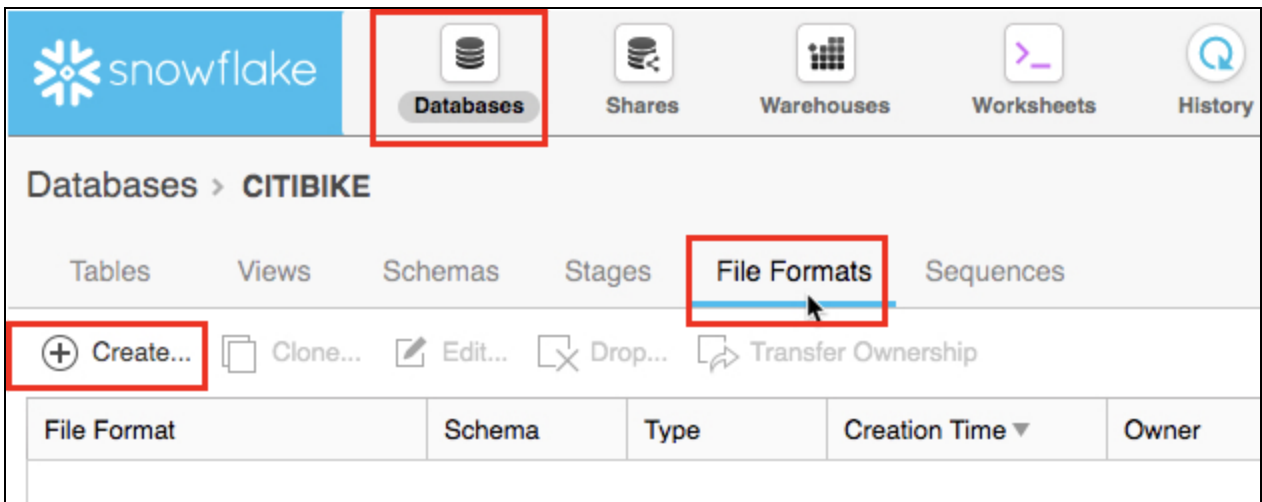 snowflake
Databases Shares Warehouses Worksheets History
Databases > CITIBIKE
Tables Views Schemas Stages File Formats Sequences
Create... Clone... Edit... Drop... Transfer Ownership
File Format Schema Type Creation Time Owner